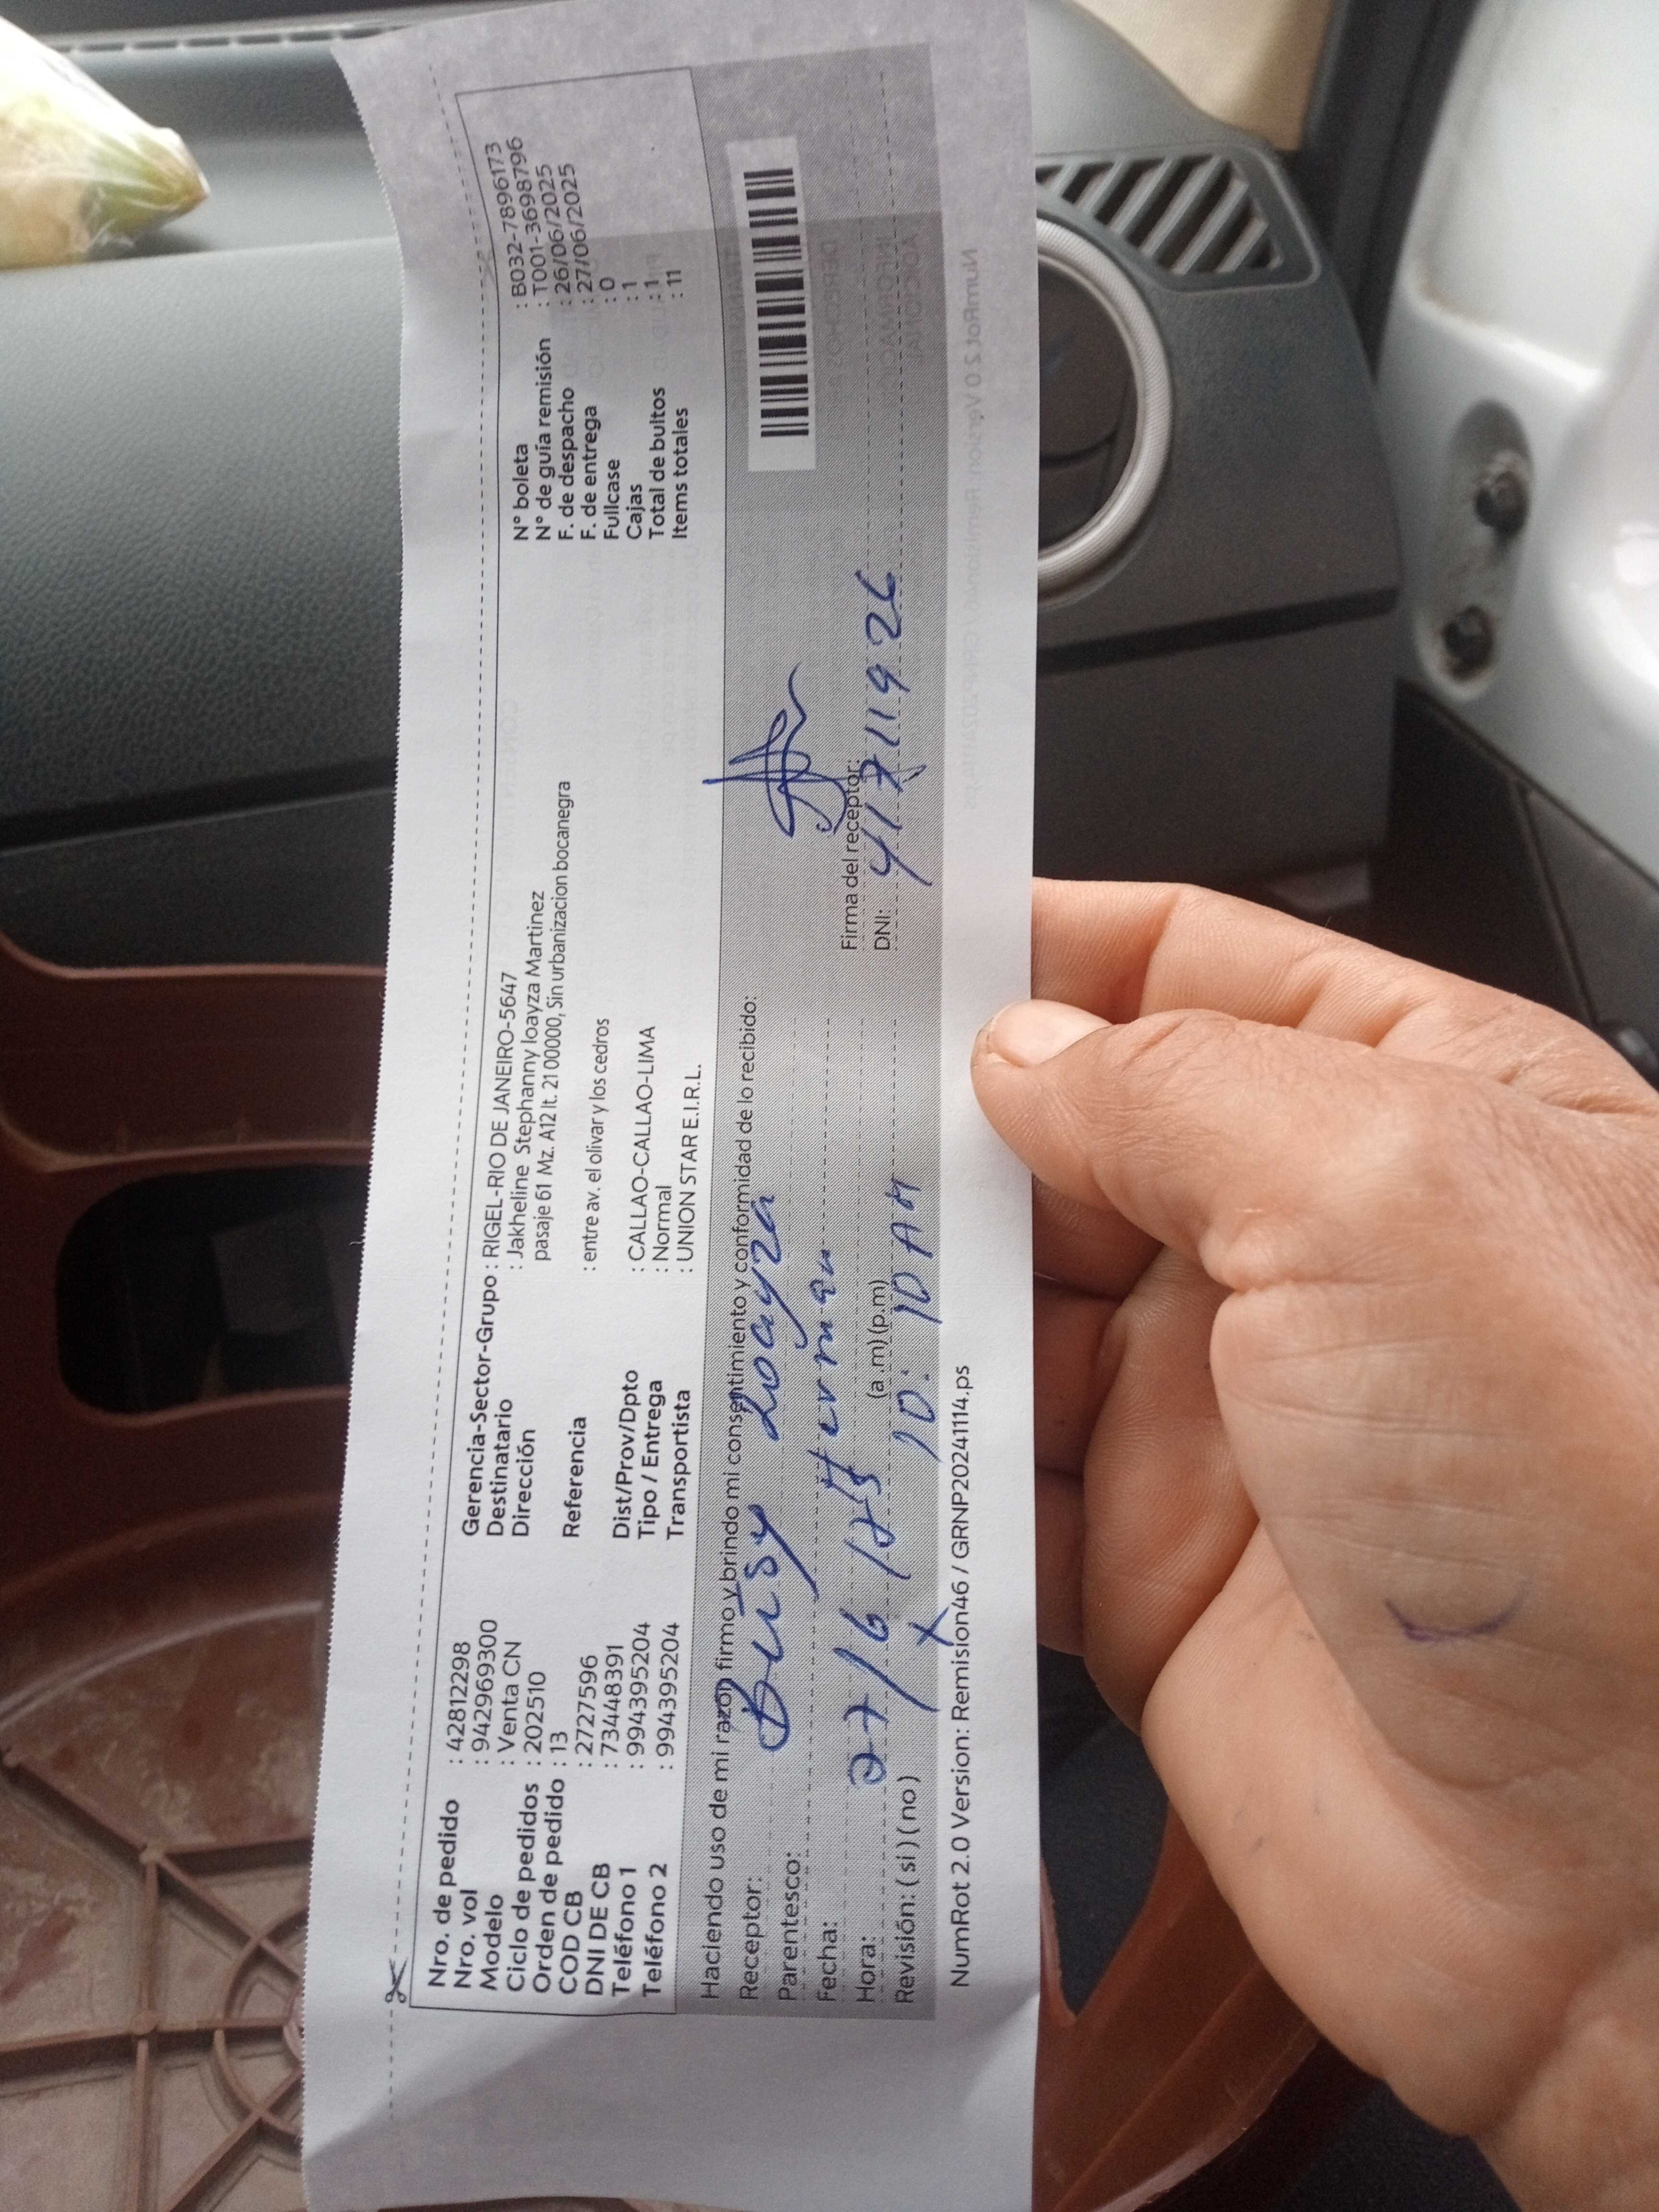 Nro. de pedido : 42812298
Nro. vol : 9429693​00
Modelo : Venta CN
Ciclo de pedidos : 202510
Orden de pedido : 13
COD CB : 2727596
DNI DE CB : 73448391
Teléfono 1 : 994395204
Teléfono 2 : 994395204
Gerencia-Sector-Grupo : RIGEL-RIO DE JANEIRO-5647
Destinatario : Jakheline Stephanny loayza Martinez
Dirección pasaje 61 Mz. A12 lt. 21 00000, Sin urbanizacion bocanegra
Referencia : entre av. el olivar y los cedros
Dist/Prov/Dpto : CALLAO-CALLAO-LIMA
Tipo / Entrega : Normal
Transportista : UNION STAR E.I.R.L.
N° boleta : B032-7896173
N° de guía remisión : T001-3698796
F. de despacho : 26/06/2025
F. de entrega : 27/06/2025
Fullcase : 0
Cajas : 1
Total de bultos : 1
Items totales : 11
Haciendo uso de mi razón firmo y brindo mi consentimiento y conformidad de lo recibido:
Receptor: Loayza
Parentesco:
Fecha: 27/6/25
Hora: 10:10 AM (a.m) (p.m)
Revisión: ( si ) ( no ) X
Firma del receptor:
DNI: 41711926
NumRot 2.0 Version: Remision46 / GRNP20241114.ps